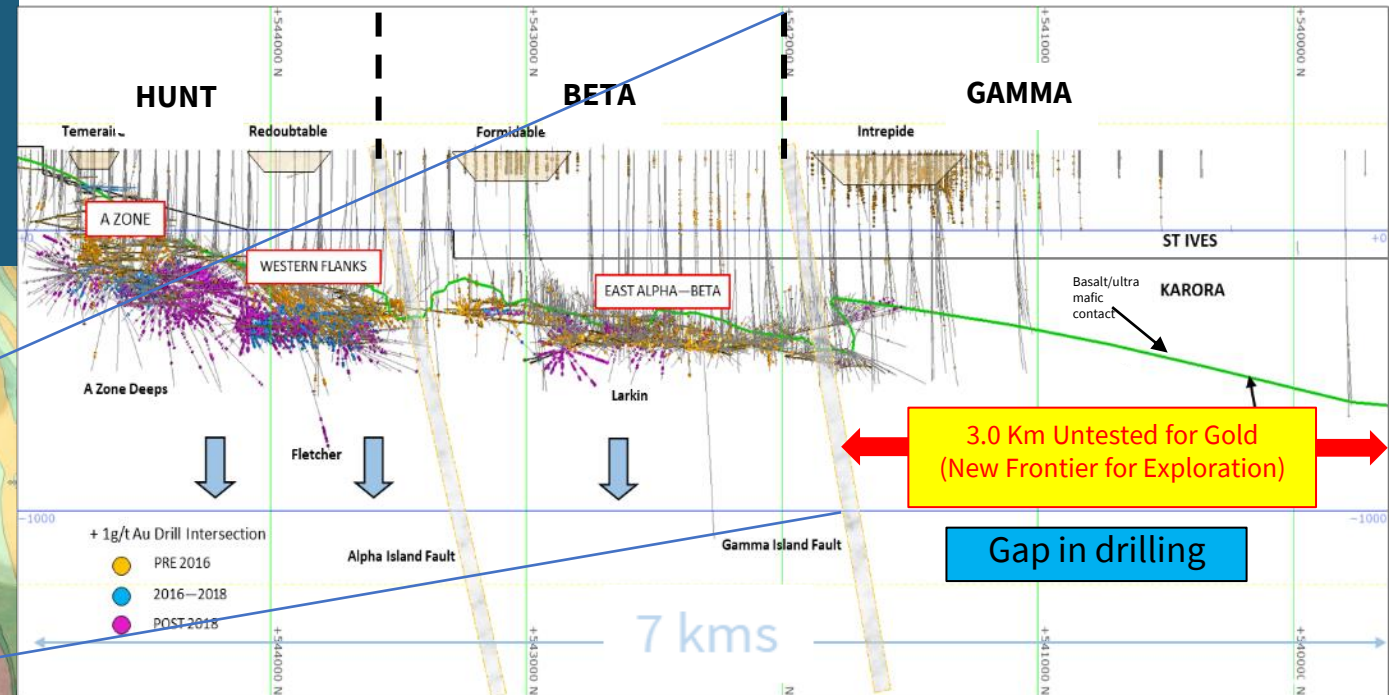 +544000 N
+543000 N
+542000 N
+541000 N
HUNT
BETA
GAMMA
Redoubtable
Formidable
Intrepide
A ZONE
WESTERN FLANKS
EAST ALPHA—BETA
ST IVES
KARORA
+0
Basalt/ultra
mafic
contact
A Zone Deeps
Fletcher
Larkin
3.0 Km Untested for Gold
(New Frontier for Exploration)
−1000
−1000
+ 1g/t Au Drill Intersection
PRE 2016
2016—2018
POST 2018
Alpha Island Fault
Gamma Island Fault
Gap in drilling
7 kms
+544000 N
+543000 N
N
+541000 N